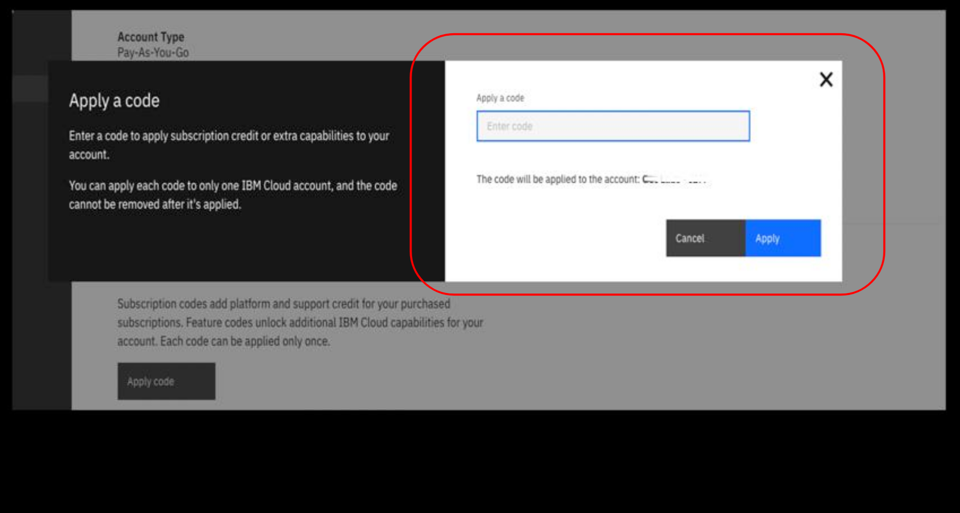 Account Type
Pay-As-You-Go
Apply a code
Enter a code to apply subscription credit or extra capabilities to your
account.
You can apply each code to only one IBM Cloud account, and the code
cannot be removed after it's applied.
Apply a code
Enter code
The code will be applied to the account:
Cancel
Apply
Subscription codes add platform and support credit for your purchased
subscriptions. Feature codes unlock additional IBM Cloud capabilities for your
account. Each code can be applied only once.
Apply code